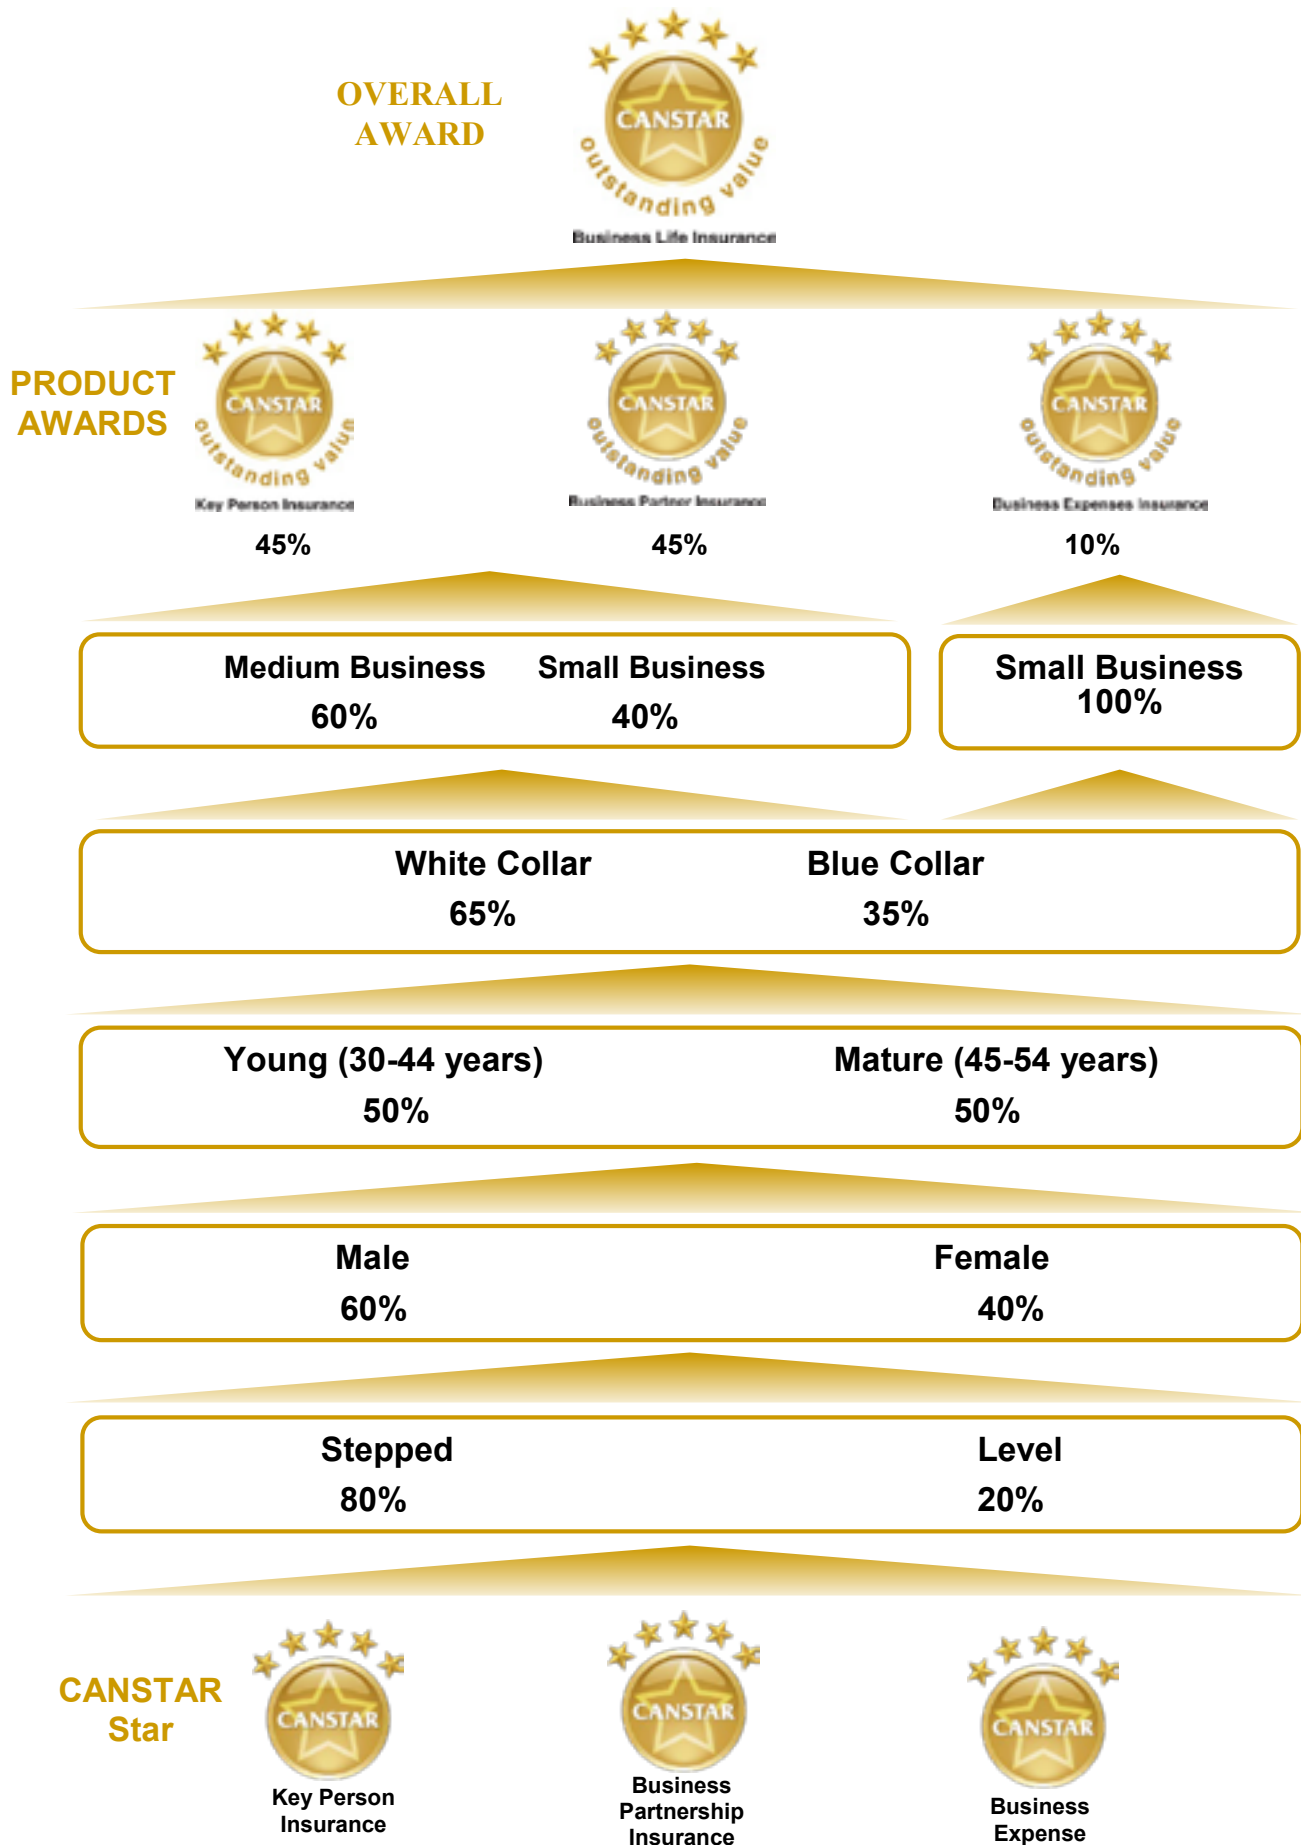 OVERALL
AWARD
CANSTAR
outstanding value
Business Life Insurance
PRODUCT
AWARDS
CANSTAR
outstanding value
Key Person Insurance
45%
CANSTAR
outstanding value
Business Partner Insurance
45%
CANSTAR
outstanding value
Business Expenses Insurance
10%
Medium Business Small Business
60% 40%
Small Business
100%
White Collar Blue Collar
65% 35%
Young (30-44 years) Mature (45-54 years)
50% 50%
Male Female
60% 40%
Stepped Level
80% 20%
CANSTAR
Star
CANSTAR
Key Person
Insurance
CANSTAR
Business
Partnership
Insurance
CANSTAR
Business
Expense